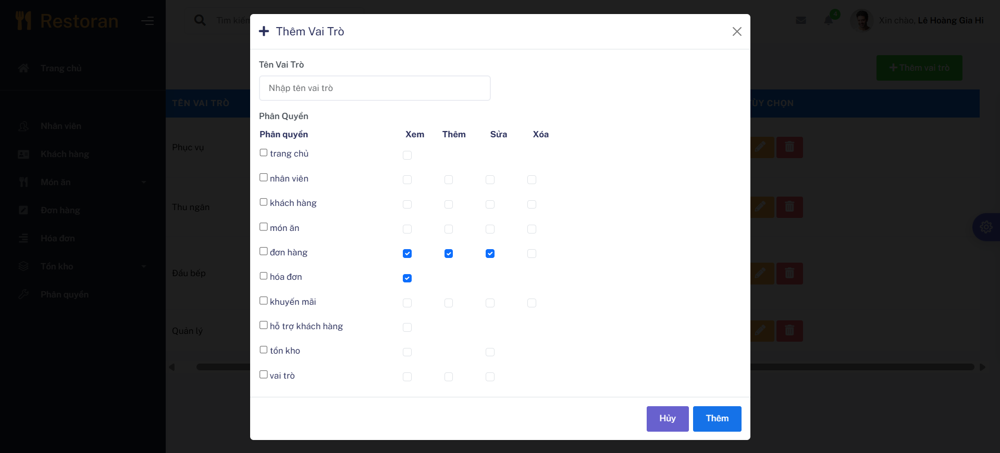 Restoran
Tìm kiếm
4
Xin chào, Lê Hoàng Gia Hi
Trang chủ
Nhân viên
Khách hàng
Món ăn
Đơn hàng
Hóa đơn
Tồn kho
Phân quyền
Thêm vai trò
TÊN VAI TRÒ
TÙY CHỌN
Phục vụ
Thu ngân
Đầu bếp
Quản lý
Thêm Vai Trò
Tên Vai Trò
Nhập tên vai trò
Phân Quyền
Phân quyền Xem Thêm Sửa Xóa
trang chủ
nhân viên
khách hàng
món ăn
đơn hàng
hóa đơn
khuyến mãi
hỗ trợ khách hàng
tồn kho
vai trò
Hủy
Thêm